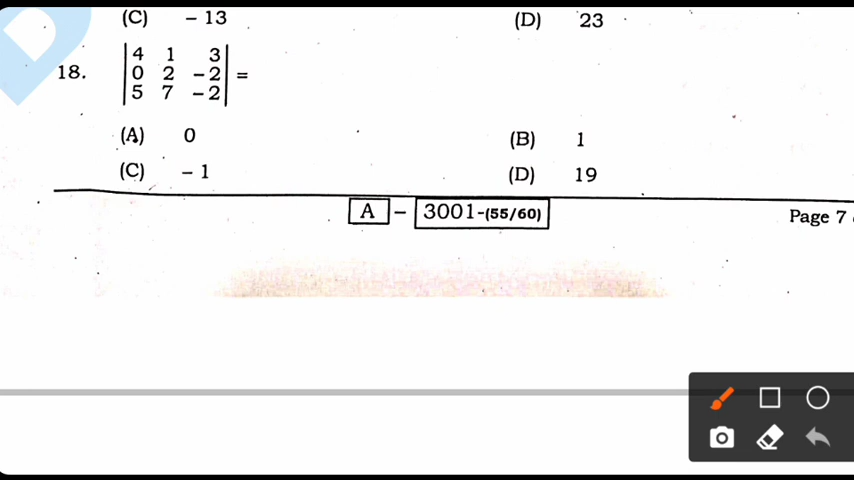 (C) – 13 (D) 23
18. |4 1 3|
|0 2 –2| =
|5 7 –2|
(A) 0 (B) 1
(C) – 1 (D) 19
A – 3001-(55/60)
Page 7